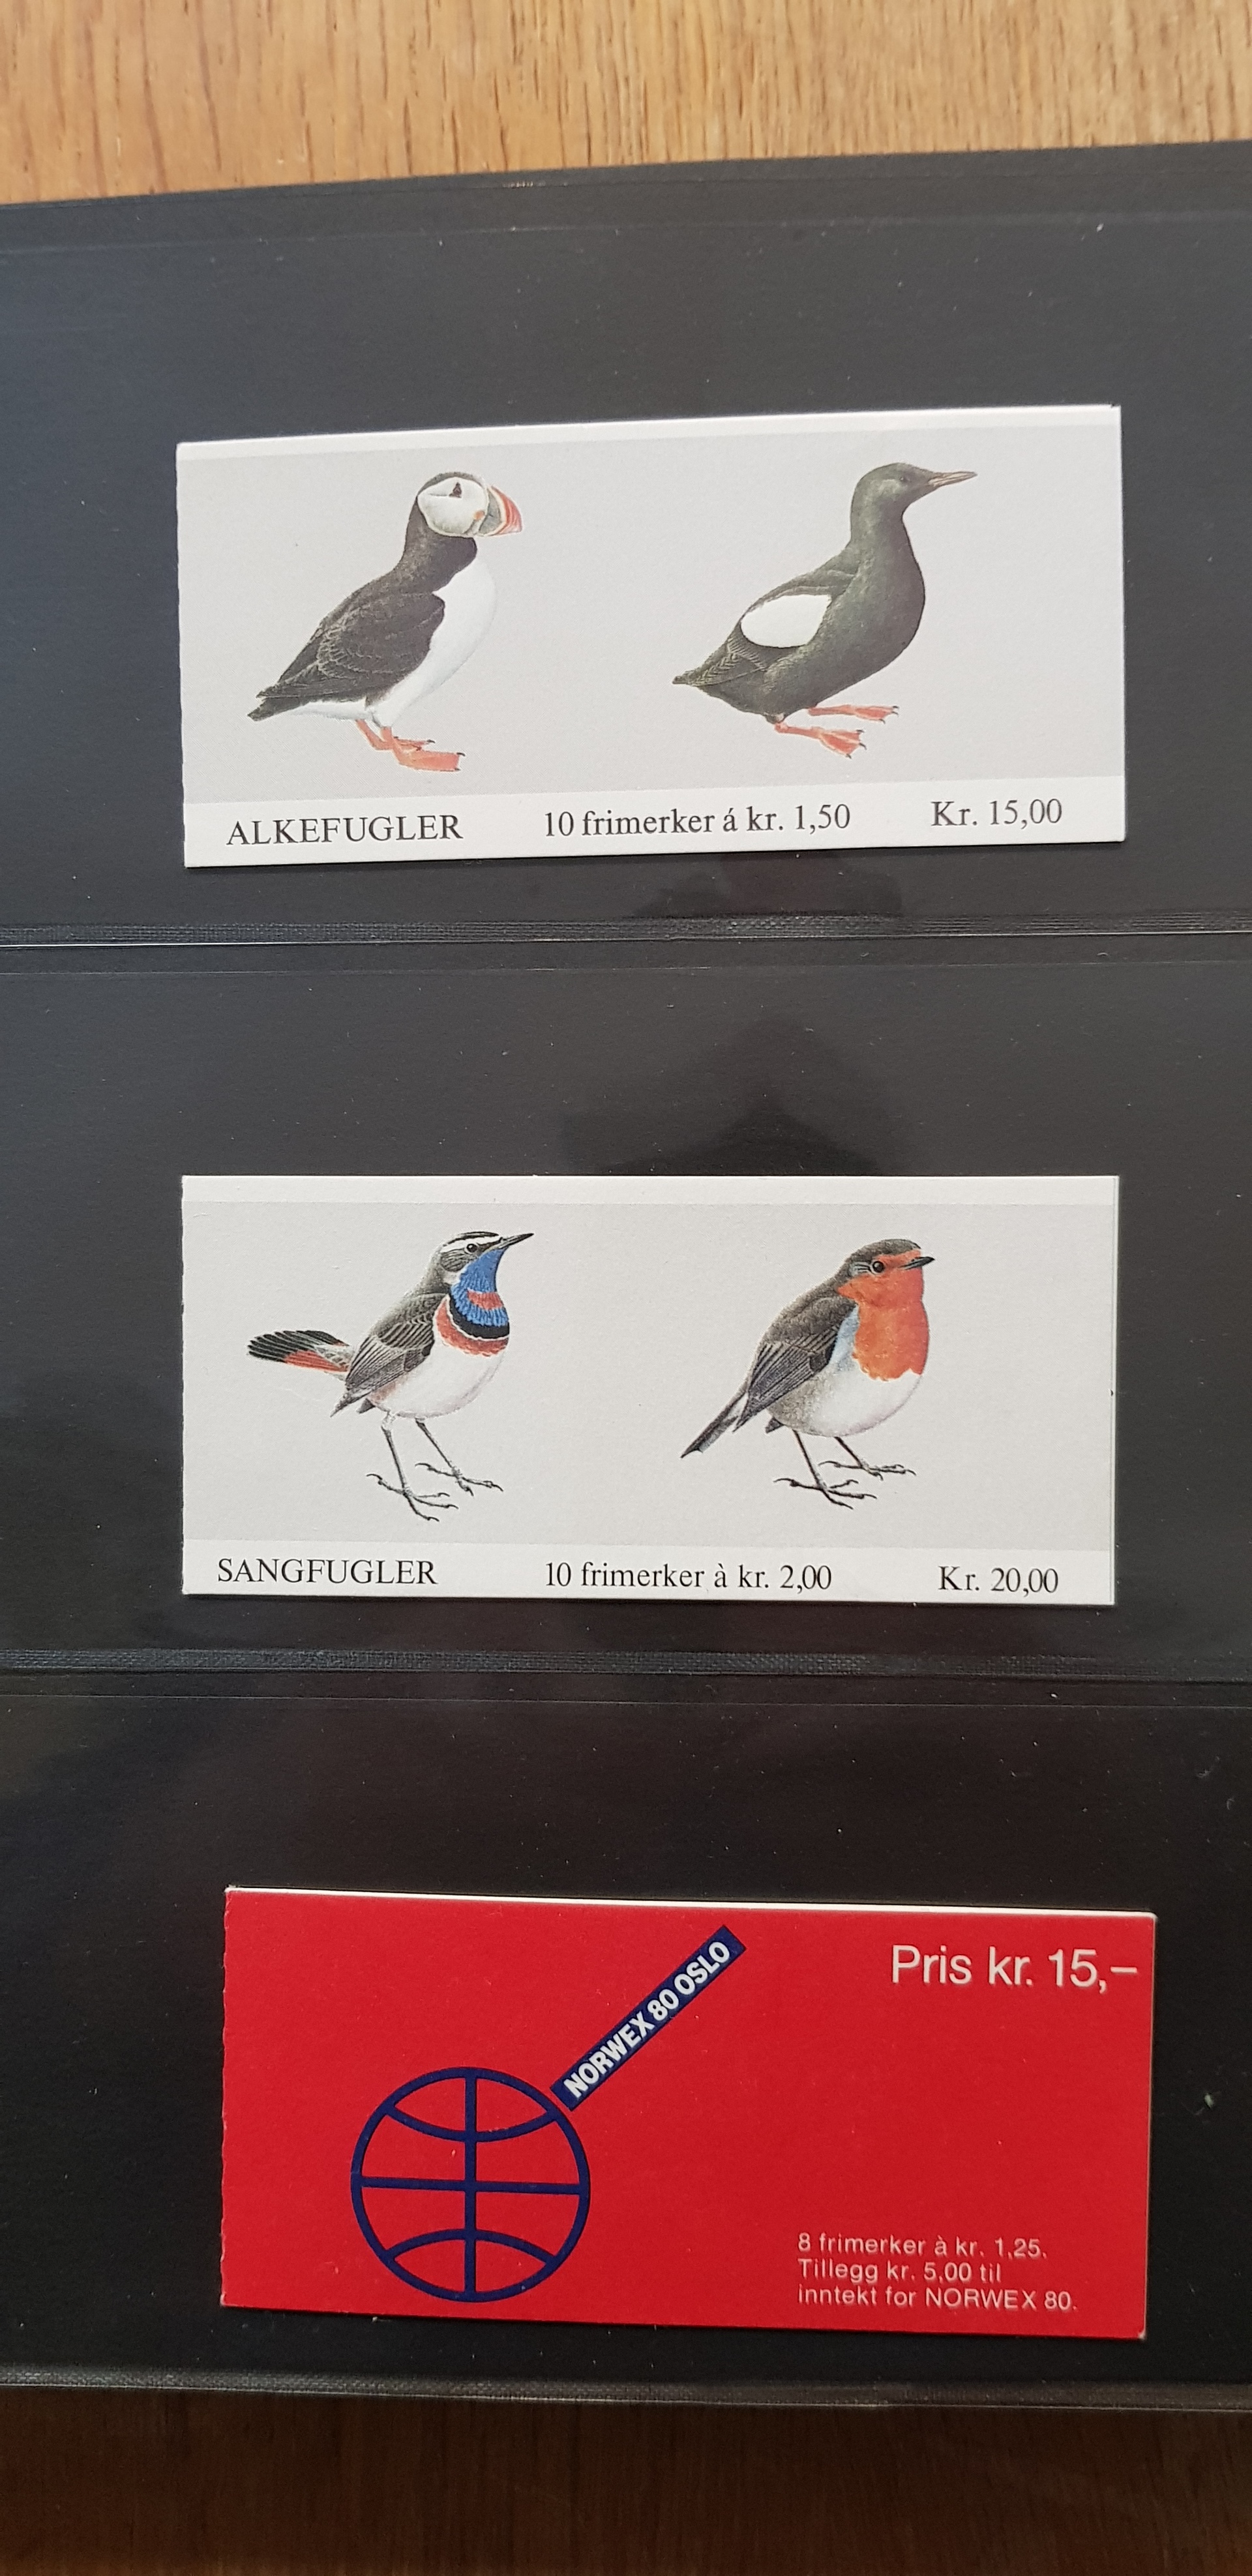 ALKEFUGLER 10 frimerker á kr. 1,50 Kr. 15,00
SANGFUGLER 10 frimerker à kr. 2,00 Kr. 20,00
NORWEX 80 OSLO
Pris kr. 15,–
8 frimerker à kr. 1,25.
Tillegg kr. 5,00 til
inntekt for NORWEX 80.